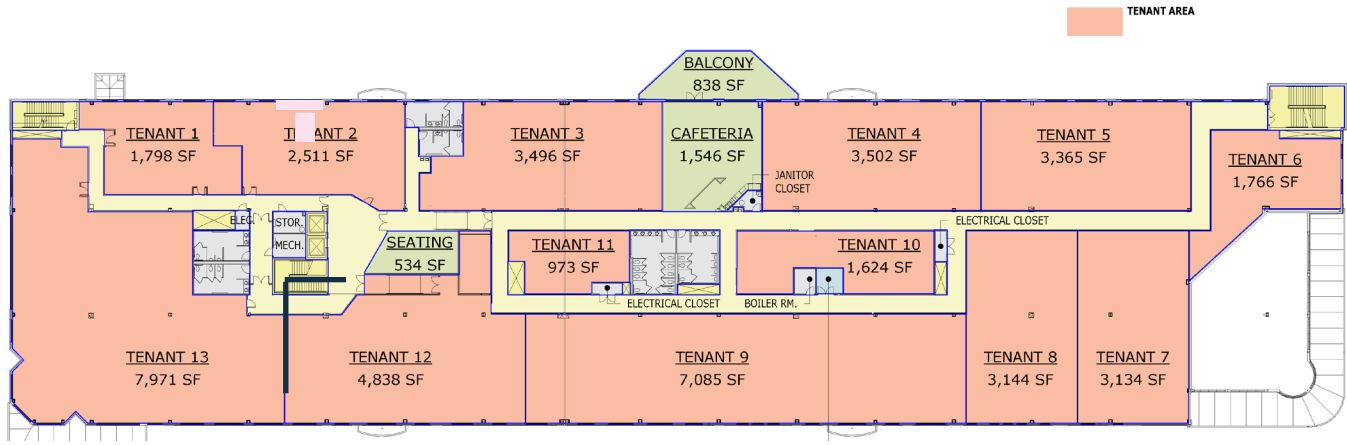 TENANT AREA
BALCONY
838 SF
TENANT 1
1,798 SF
TENANT 2
2,511 SF
TENANT 3
3,496 SF
CAFETERIA
1,546 SF
TENANT 4
3,502 SF
TENANT 5
3,365 SF
TENANT 6
1,766 SF
JANITOR
CLOSET
ELEC.
STOR.
MECH.
SEATING
534 SF
TENANT 11
973 SF
TENANT 10
1,624 SF
ELECTRICAL CLOSET
ELECTRICAL CLOSET
BOILER RM.
TENANT 13
7,971 SF
TENANT 12
4,838 SF
TENANT 9
7,085 SF
TENANT 8
3,144 SF
TENANT 7
3,134 SF